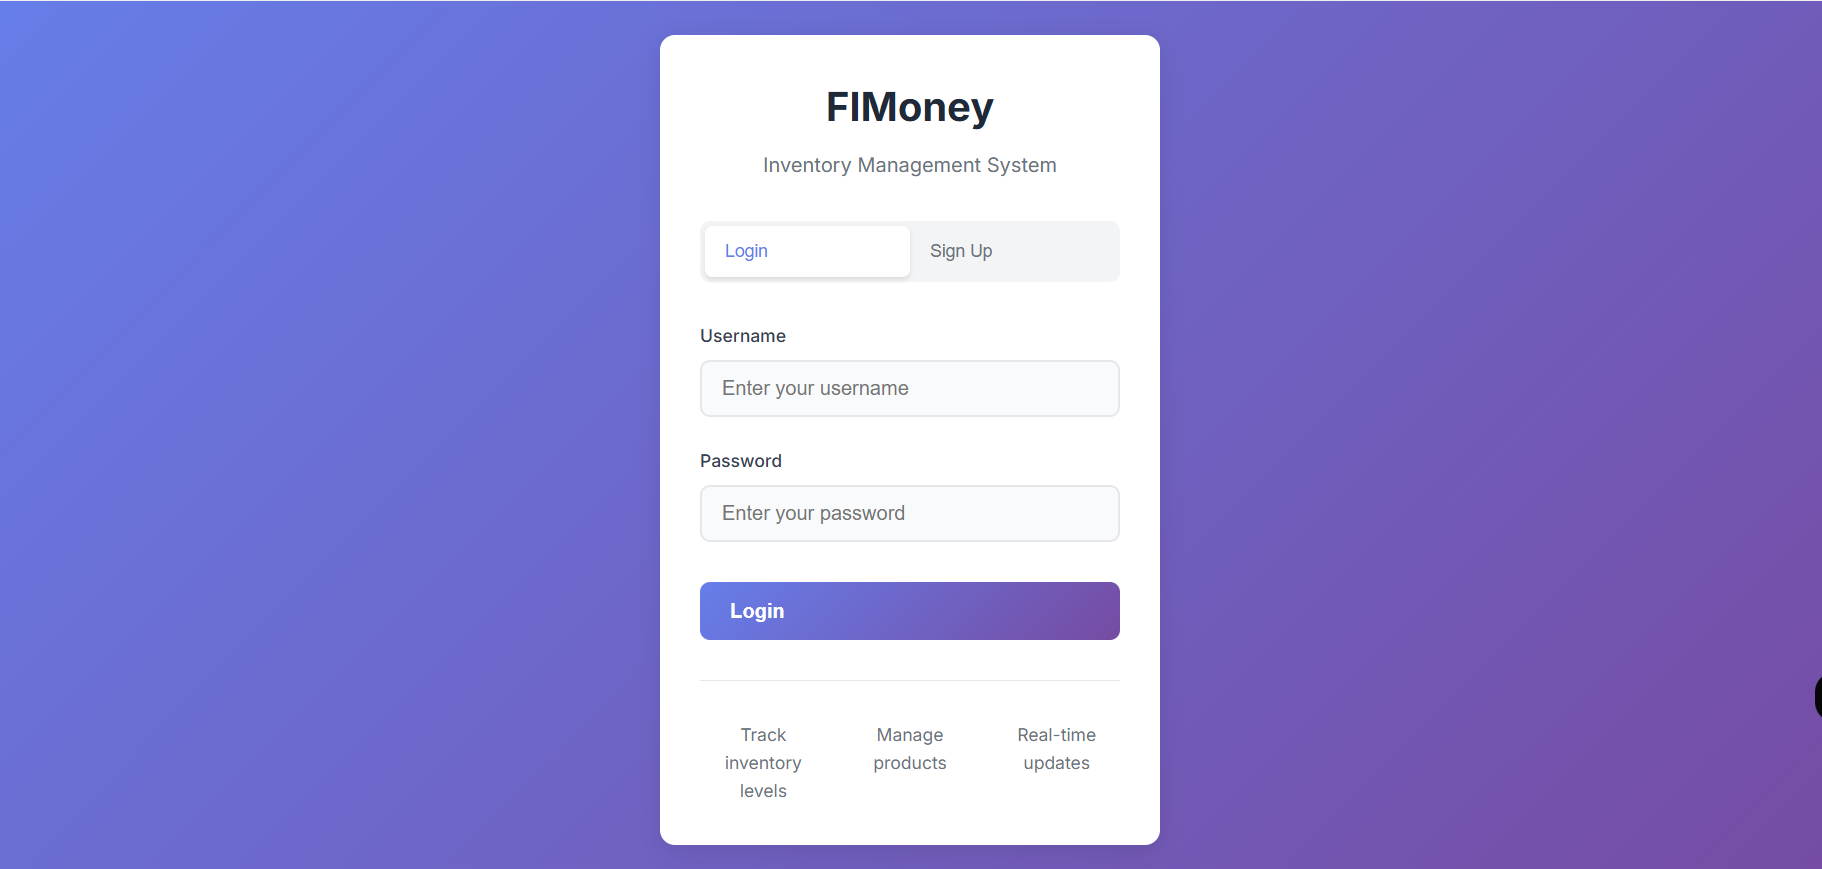 FIMoney
Inventory Management System
Login
Sign Up
Username
Enter your username
Password
Enter your password
Login
Track
inventory
levels
Manage
products
Real-time
updates